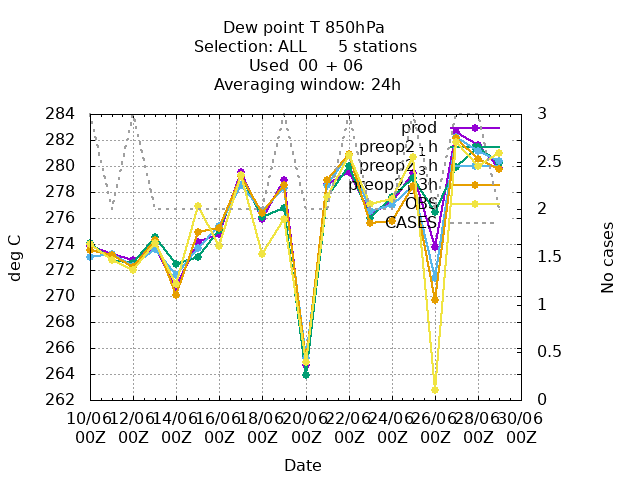 Dew point T 850hPa
Selection: ALL 5 stations
Used 00 + 06
Averaging window: 24h
284
282
280
278
276
274
272
270
268
266
264
262
deg C
3
2.5
2
1.5
1
0.5
0
No cases
prod
preop2_1h
OBS
CASES
10/06 12/06 14/06 16/06 18/06 20/06 22/06 24/06 26/06 28/06 30/06
00Z 00Z 00Z 00Z 00Z 00Z 00Z 00Z 00Z 00Z 00Z
Date